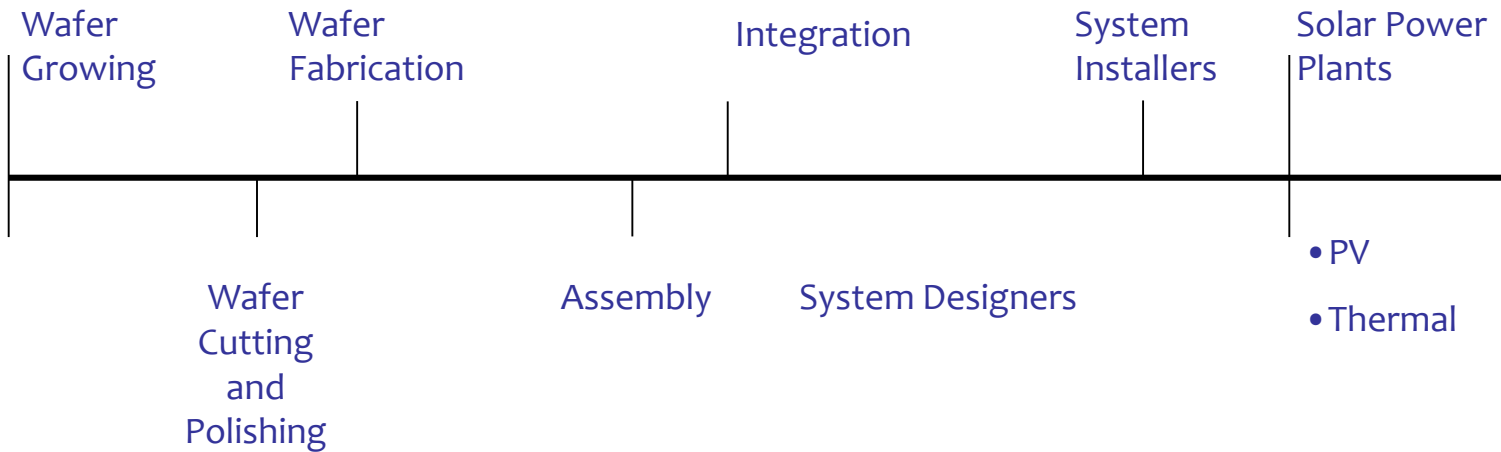 Wafer
Growing
Wafer
Fabrication
Integration
System
Installers
Solar Power
Plants
Wafer
Cutting
and
Polishing
Assembly
System Designers
• PV
• Thermal